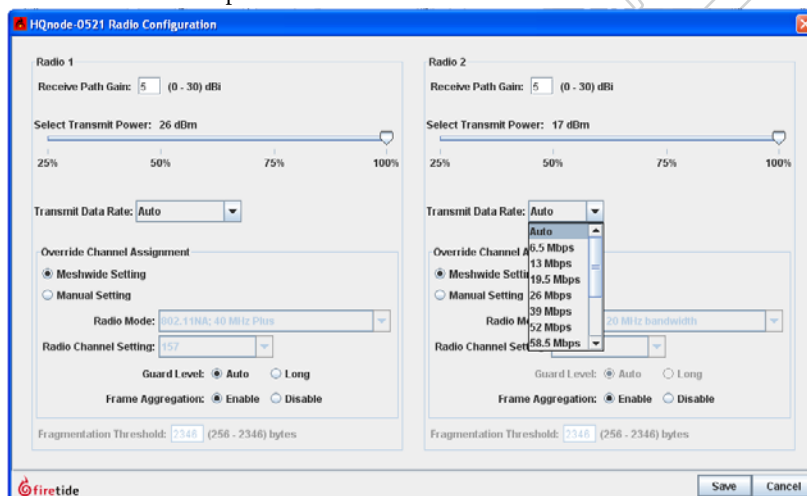 HQnode-0521 Radio Configuration
Radio 1
Receive Path Gain: 5 (0 - 30) dBi
Select Transmit Power: 26 dBm
25% 50% 75% 100%
Transmit Data Rate: Auto
Override Channel Assignment
Meshwide Setting
Manual Setting
Radio Mode: 802.11NA; 40 MHz Plus
Radio Channel Setting: 157
Guard Level: Auto Long
Frame Aggregation: Enable Disable
Fragmentation Threshold: 2346 (256 - 2346) bytes
Radio 2
Receive Path Gain: 5 (0 - 30) dBi
Select Transmit Power: 17 dBm
25% 50% 75% 100%
Transmit Data Rate: Auto
Auto
6.5 Mbps
13 Mbps
19.5 Mbps
26 Mbps
39 Mbps
52 Mbps
58.5 Mbps
Override Channel A
Meshwide Setti
Manual Setting
Radio M 20 MHz bandwidth
Radio Channel Sett
Guard Level: Auto Long
Frame Aggregation: Enable Disable
Fragmentation Threshold: 2346 (256 - 2346) bytes
firetide
Save Cancel